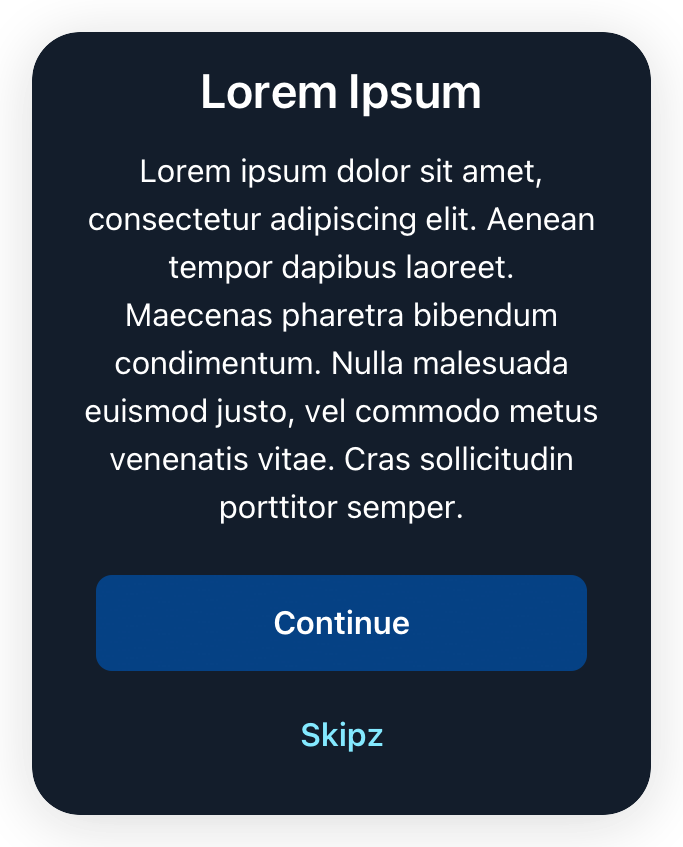 Lorem Ipsum
Lorem ipsum dolor sit amet,
consectetur adipiscing elit. Aenean
tempor dapibus laoreet.
Maecenas pharetra bibendum
condimentum. Nulla malesuada
euismod justo, vel commodo metus
venenatis vitae. Cras sollicitudin
porttitor semper.
Continue
Skipz